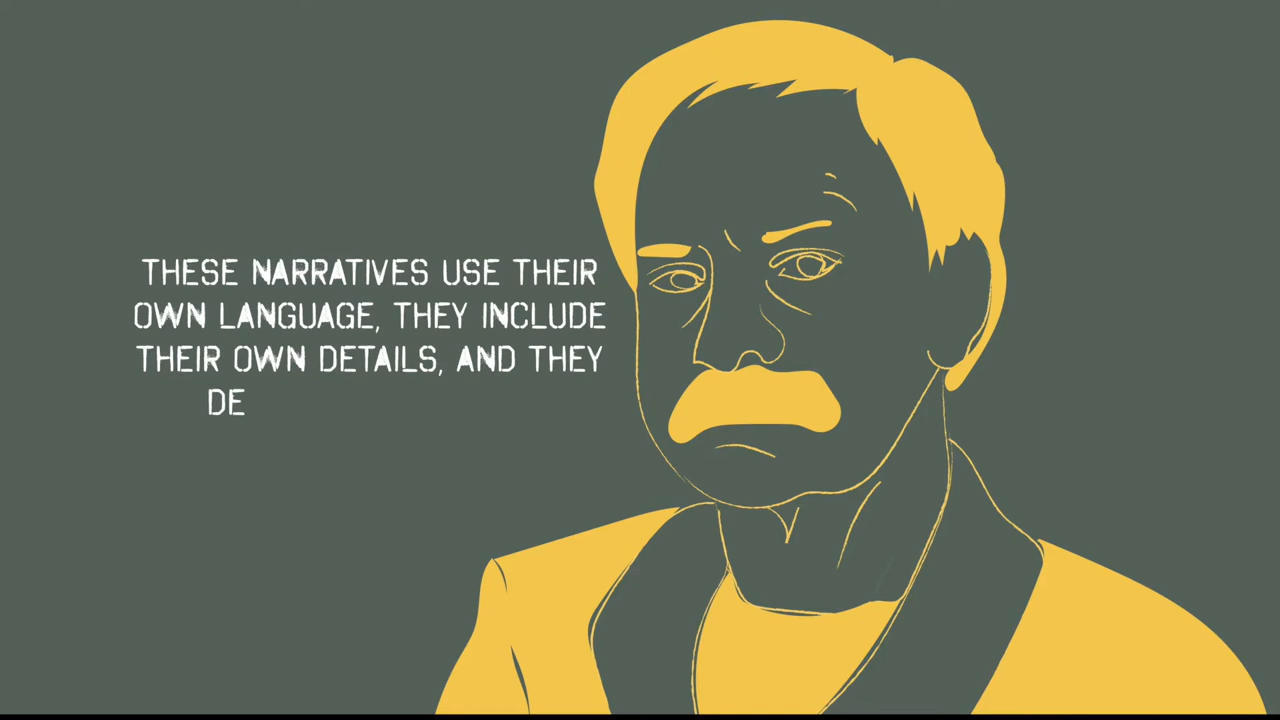 THESE NARRATIVES USE THEIR
OWN LANGUAGE, THEY INCLUDE
THEIR OWN DETAILS, AND THEY
DE